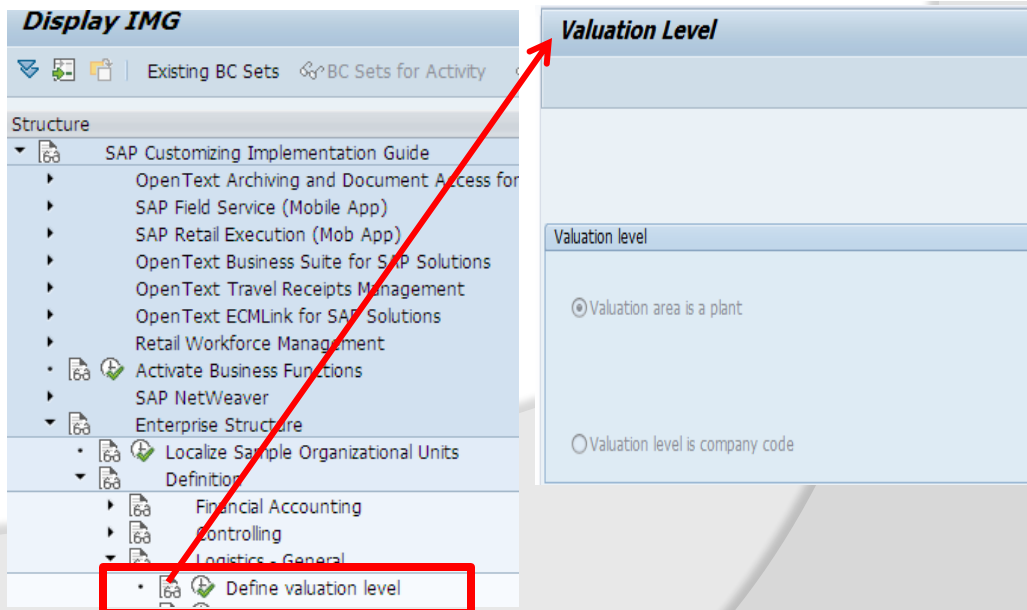 Display IMG
Existing BC Sets BC Sets for Activity
Structure
SAP Customizing Implementation Guide
OpenText Archiving and Document Access for
SAP Field Service (Mobile App)
SAP Retail Execution (Mob App)
OpenText Business Suite for SAP Solutions
OpenText Travel Receipts Management
OpenText ECMLink for SAP Solutions
Retail Workforce Management
Activate Business Functions
SAP NetWeaver
Enterprise Structure
Localize Sample Organizational Units
Definition
Financial Accounting
Controlling
Logistics - General
Define valuation level
Valuation Level
Valuation level
Valuation area is a plant
Valuation level is company code